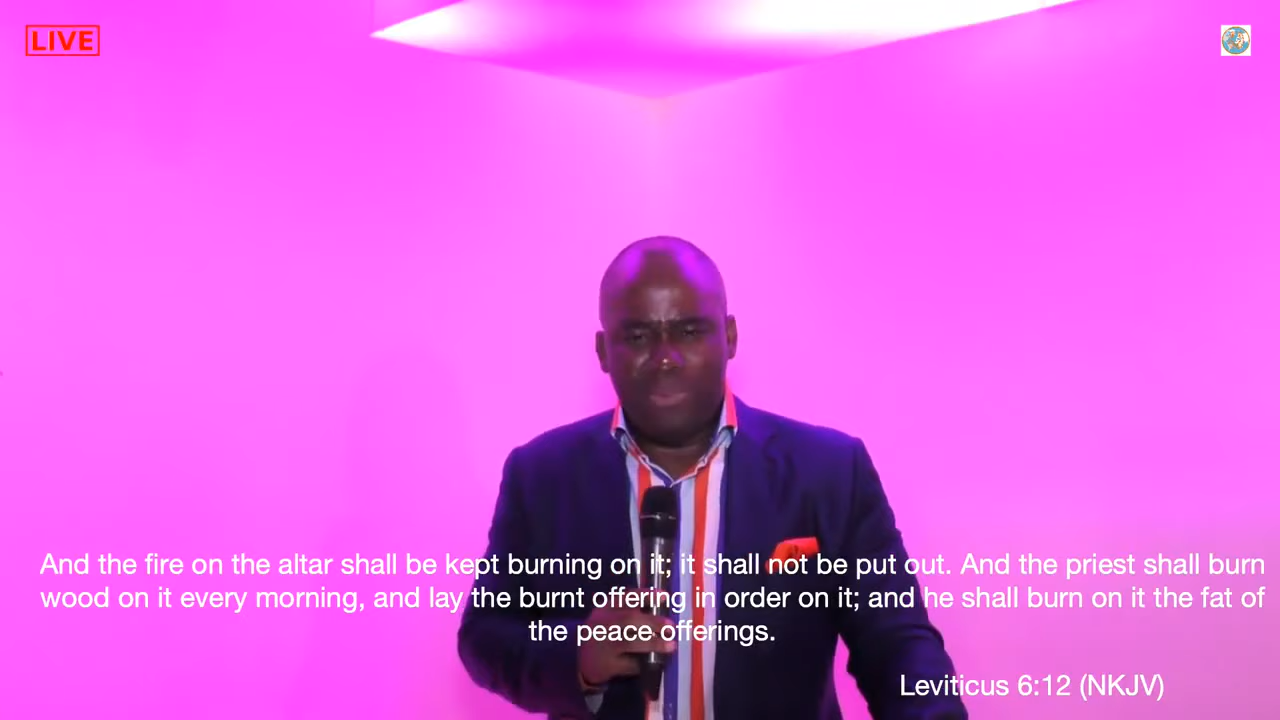 LIVE
And the fire on the altar shall be kept burning on it; it shall not be put out. And the priest shall burn
wood on it every morning, and lay the burnt offering in order on it; and he shall burn on it the fat of
the peace offerings.
Leviticus 6:12 (NKJV)